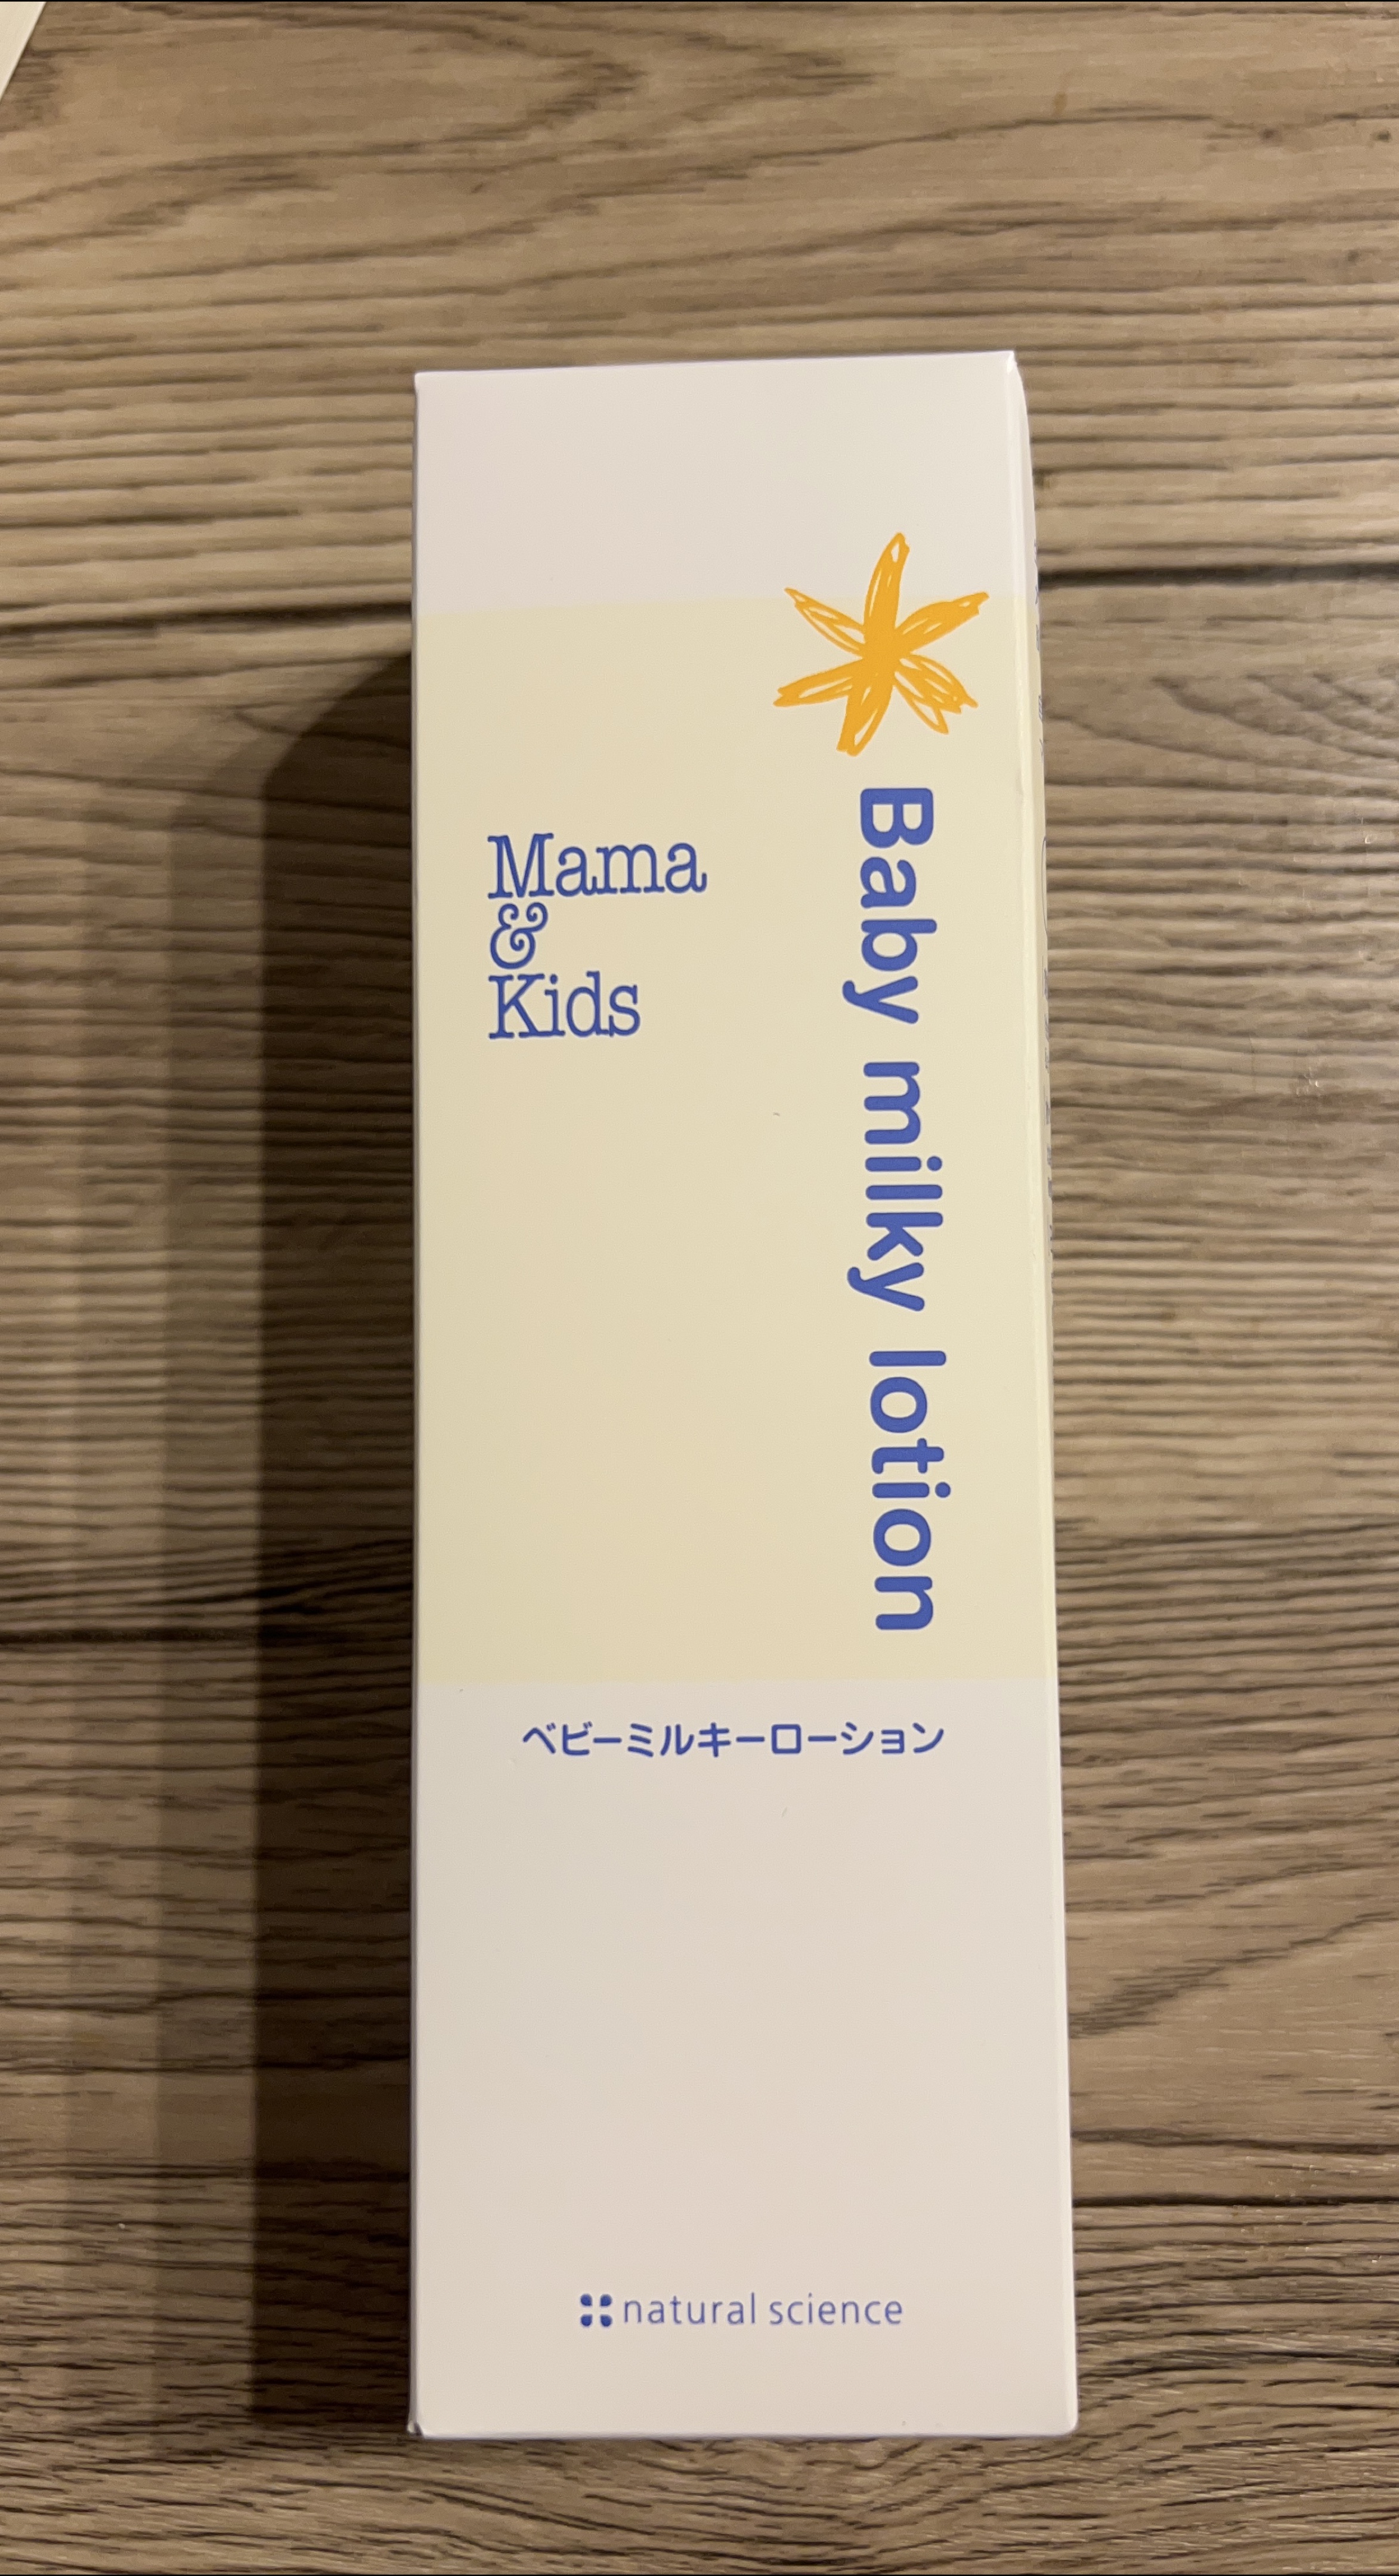 Mama
&
Kids
Baby milky lotion
ベビーミルキーローション
natural science